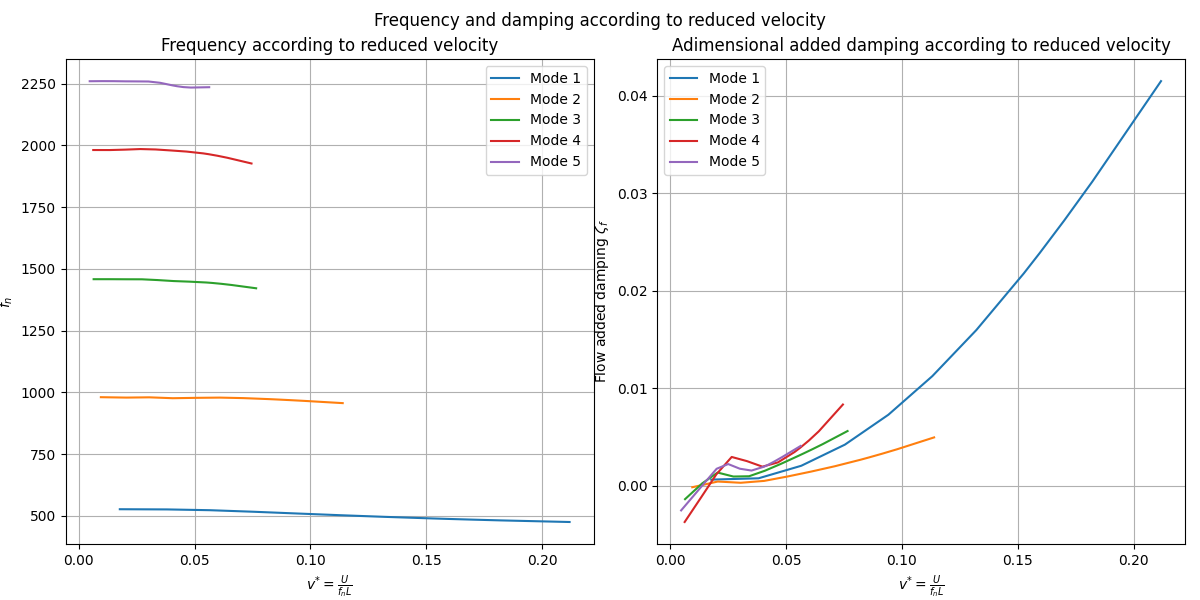 Frequency and damping according to reduced velocity
Frequency according to reduced velocity
2250
2000
1750
1500
1250
1000
750
500
f_n
0.00 0.05 0.10 0.15 0.20
v* = U/(f_n L)
Mode 1
Mode 2
Mode 3
Mode 4
Mode 5
Adimensional added damping according to reduced velocity
0.04
0.03
0.02
0.01
0.00
Flow added damping ζ_f
0.00 0.05 0.10 0.15 0.20
v* = U/(f_n L)
Mode 1
Mode 2
Mode 3
Mode 4
Mode 5